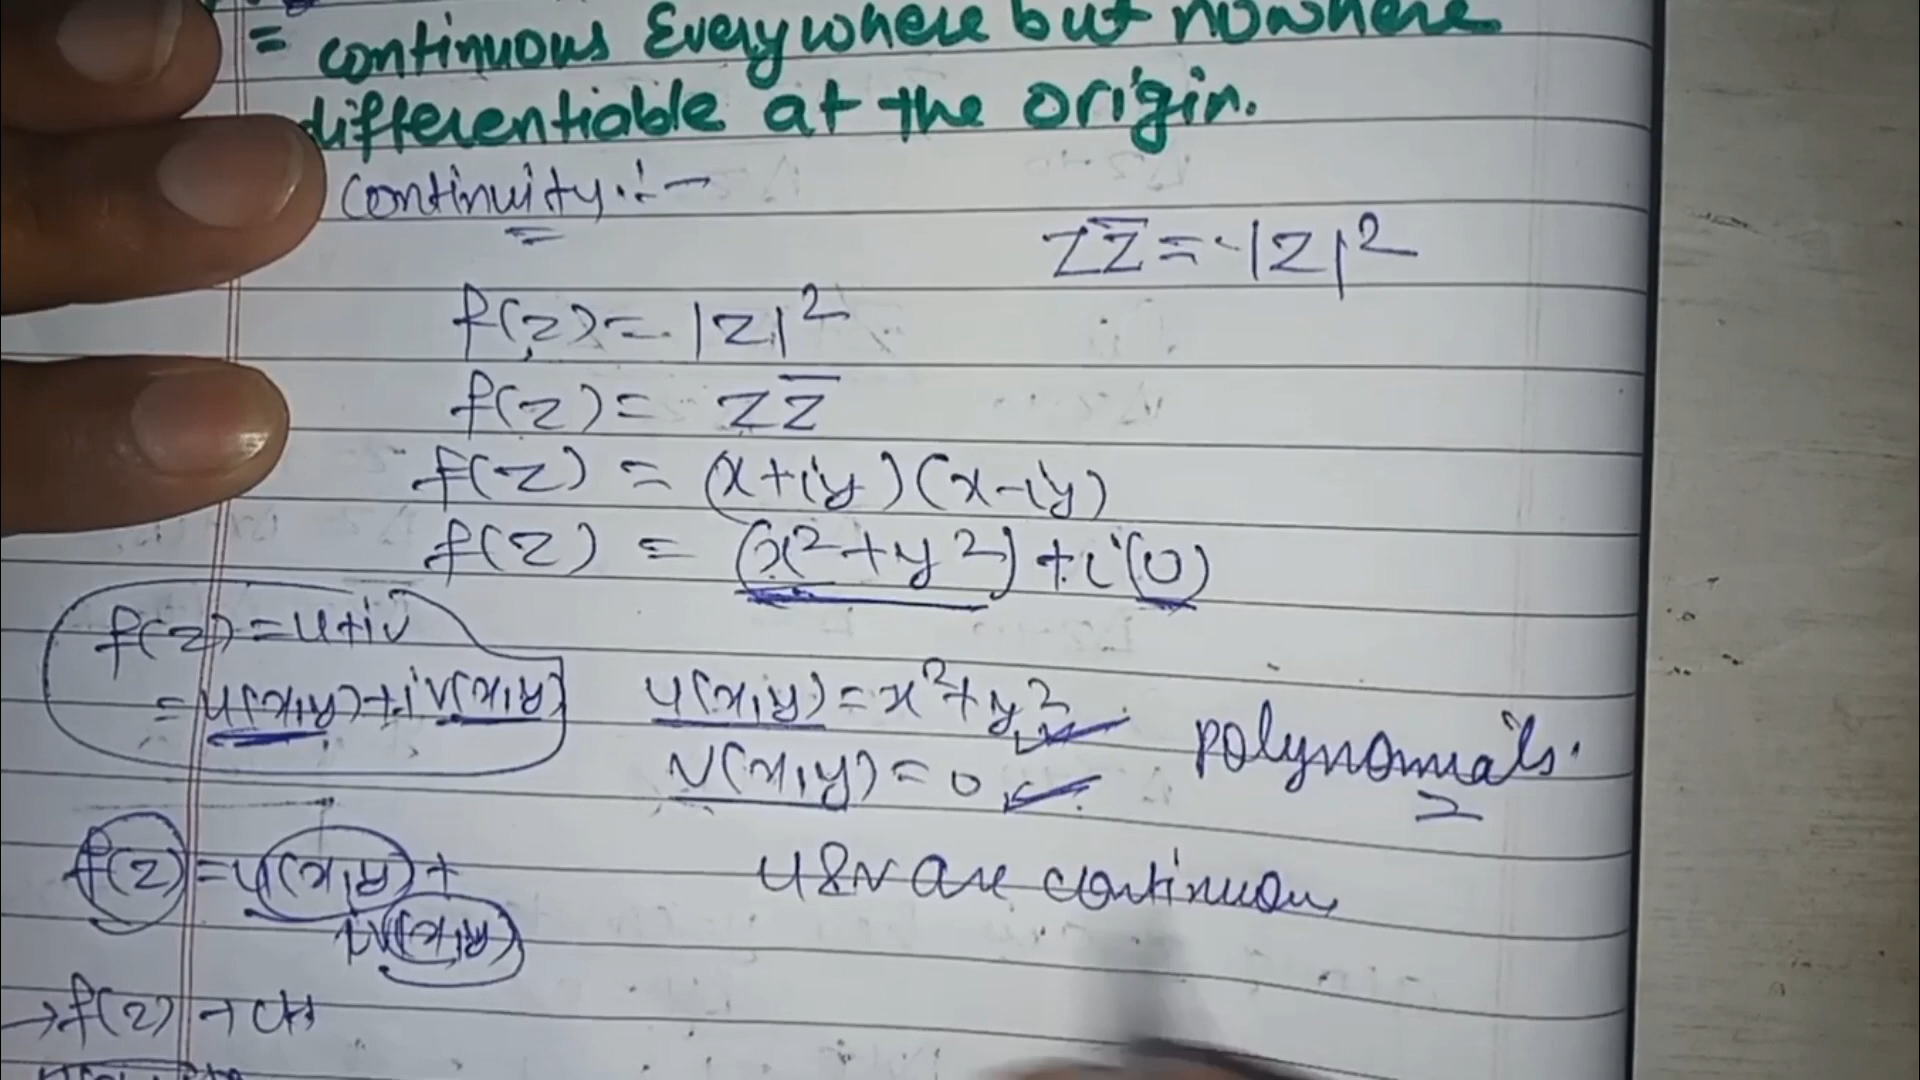 = continuous Everywhere but nowhere
differentiable at the origin.
continuity :-
ZZ̅ = |Z|²
f(z) = |Z|²
f(z) = ZZ̅
f(z) = (x+iy)(x-iy)
f(z) = (x²+y²)+i(0)
f(z) = u+iv
= u(x,y)+iv(x,y)
u(x,y) = x²+y²
v(x,y) = 0
polynomials.
f(z) = u(x,y)+
iv(x,y)
u & v are continuous
→ f(z) → cts